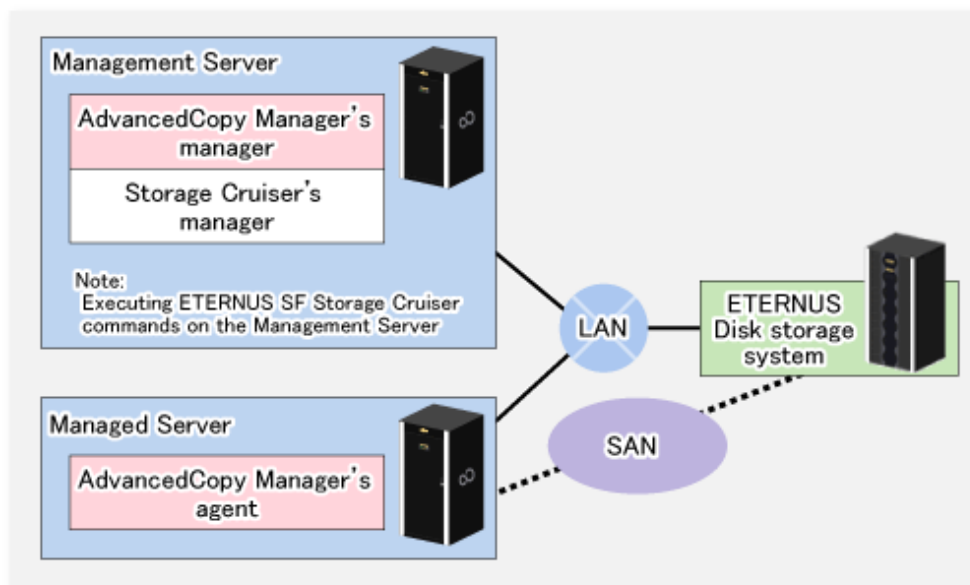 Management Server
AdvancedCopy Manager's
manager
Storage Cruiser's
manager
Note:
Executing ETERNUS SF Storage Cruiser
commands on the Management Server
LAN
ETERNUS
Disk storage
system
Managed Server
AdvancedCopy Manager's
agent
SAN